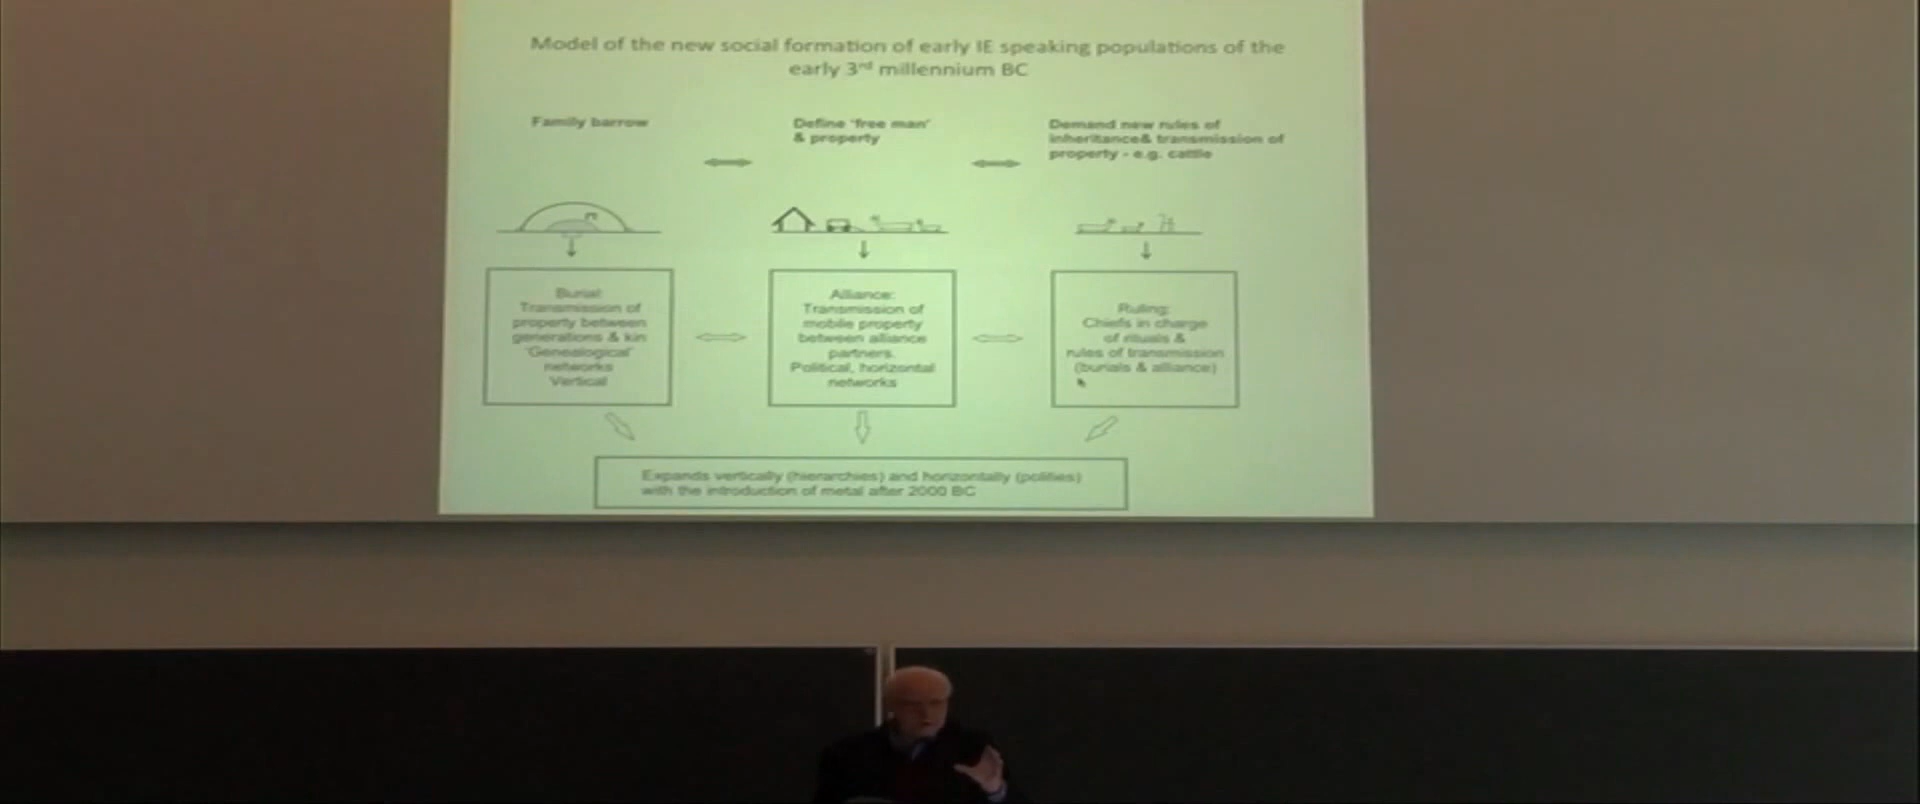 Model of the new social formation of early IE speaking populations of the
early 3rd millennium BC
Family barrow
Define 'free man'
& property
Demand new rules of
inheritance& transmission of
property - e.g. cattle
Burial:
Transmission of
property between
generations & kin
'Genealogical'
networks
Vertical
Alliance:
Transmission of
mobile property
between alliance
partners.
Political, horizontal
networks
Ruling:
Chiefs in charge
of rituals &
rules of transmission
(burials & alliance)
Expands vertically (hierarchies) and horizontally (polities)
with the introduction of metal after 2000 BC